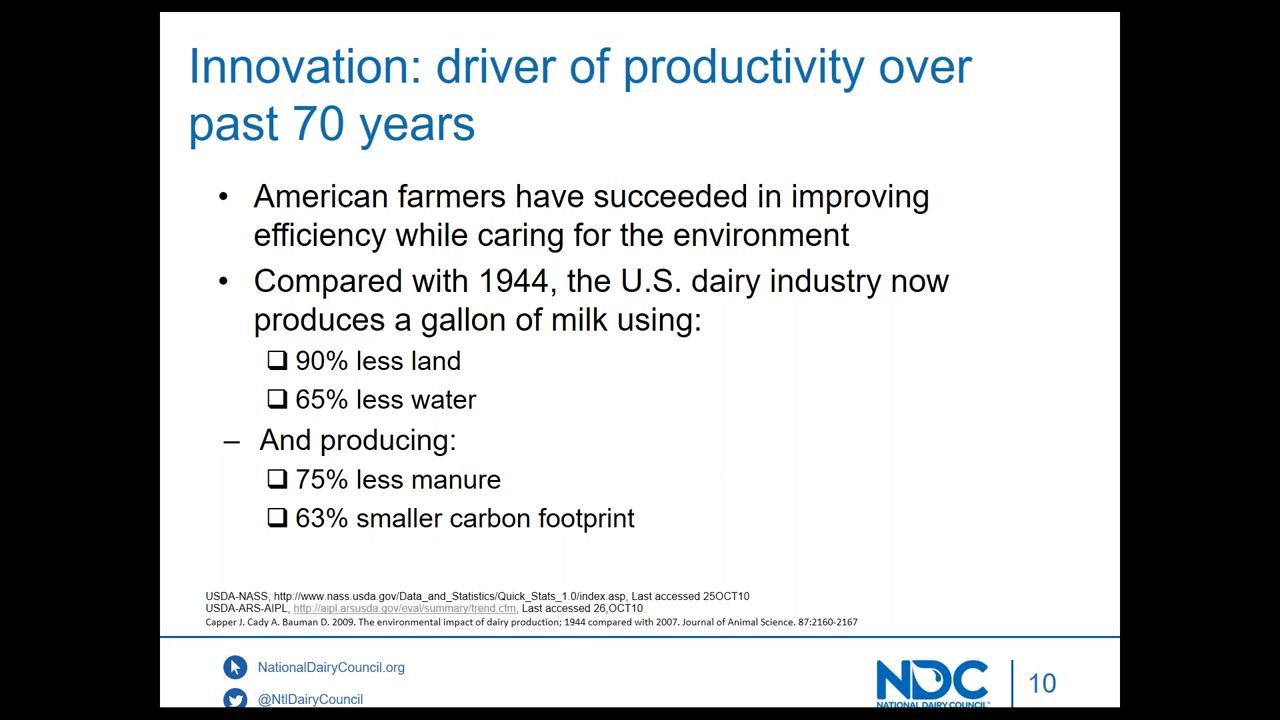 Innovation: driver of productivity over
past 70 years
• American farmers have succeeded in improving
efficiency while caring for the environment
• Compared with 1944, the U.S. dairy industry now
produces a gallon of milk using:
❑ 90% less land
❑ 65% less water
– And producing:
❑ 75% less manure
❑ 63% smaller carbon footprint
USDA-NASS, http://www.nass.usda.gov/Data_and_Statistics/Quick_Stats_1.0/index.asp, Last accessed 25OCT10
USDA-ARS-AIPL, http://aipl.arsusda.gov/eval/summary/trend.cfm, Last accessed 26,OCT10
Capper J. Cady A. Bauman D. 2009. The environmental impact of dairy production; 1944 compared with 2007. Journal of Animal Science. 87:2160-2167
NationalDairyCouncil.org
@NtlDairyCouncil
NDC
NATIONAL DAIRY COUNCIL
10